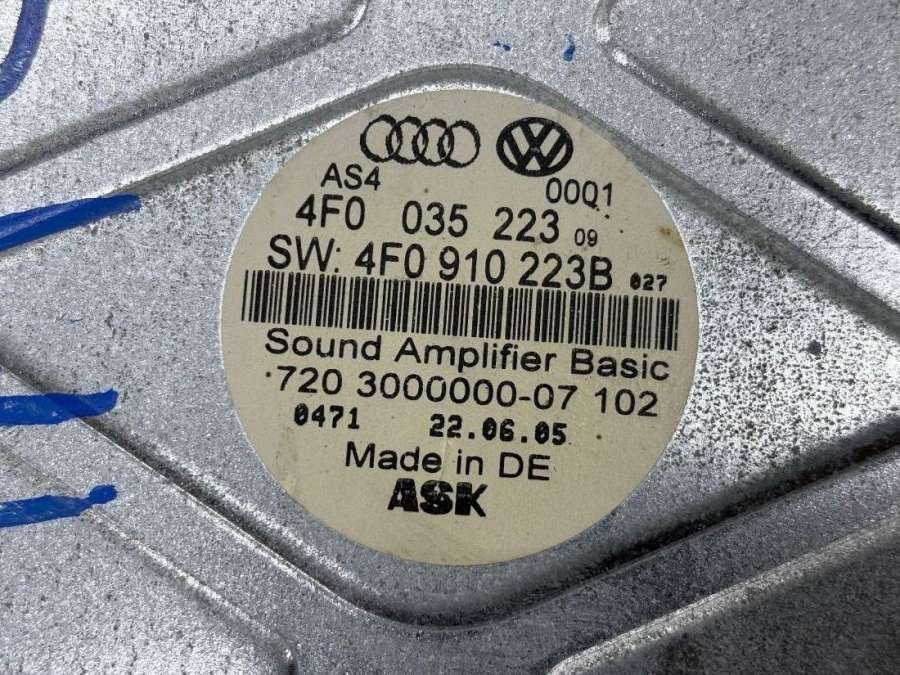 AS4 0001
4F0 035 223 09
SW: 4F0 910 223B 027
Sound Amplifier Basic
720 3000000-07 102
0471 22.06.05
Made in DE
ASK